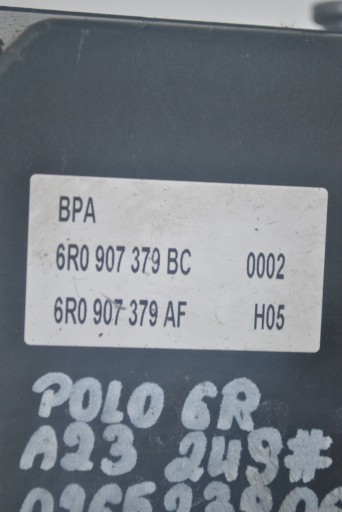 BPA
6R0 907 379 BC 0002
6R0 907 379 AF H05
POLO 6R
A23 249#